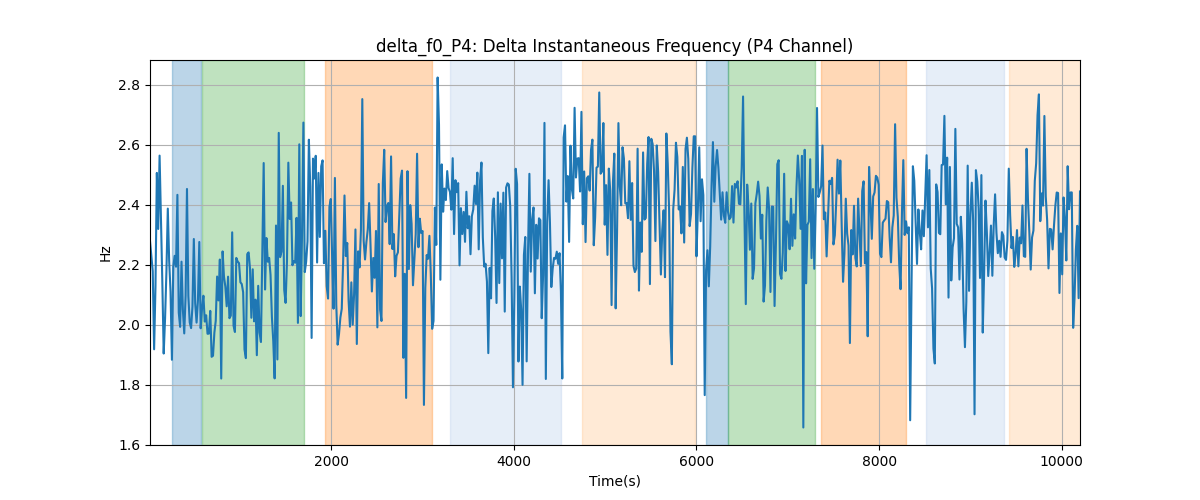 delta_f0_P4: Delta Instantaneous Frequency (P4 Channel)
2.8
2.6
2.4
2.2
2.0
1.8
1.6
Hz
2000 4000 6000 8000 10000
Time(s)